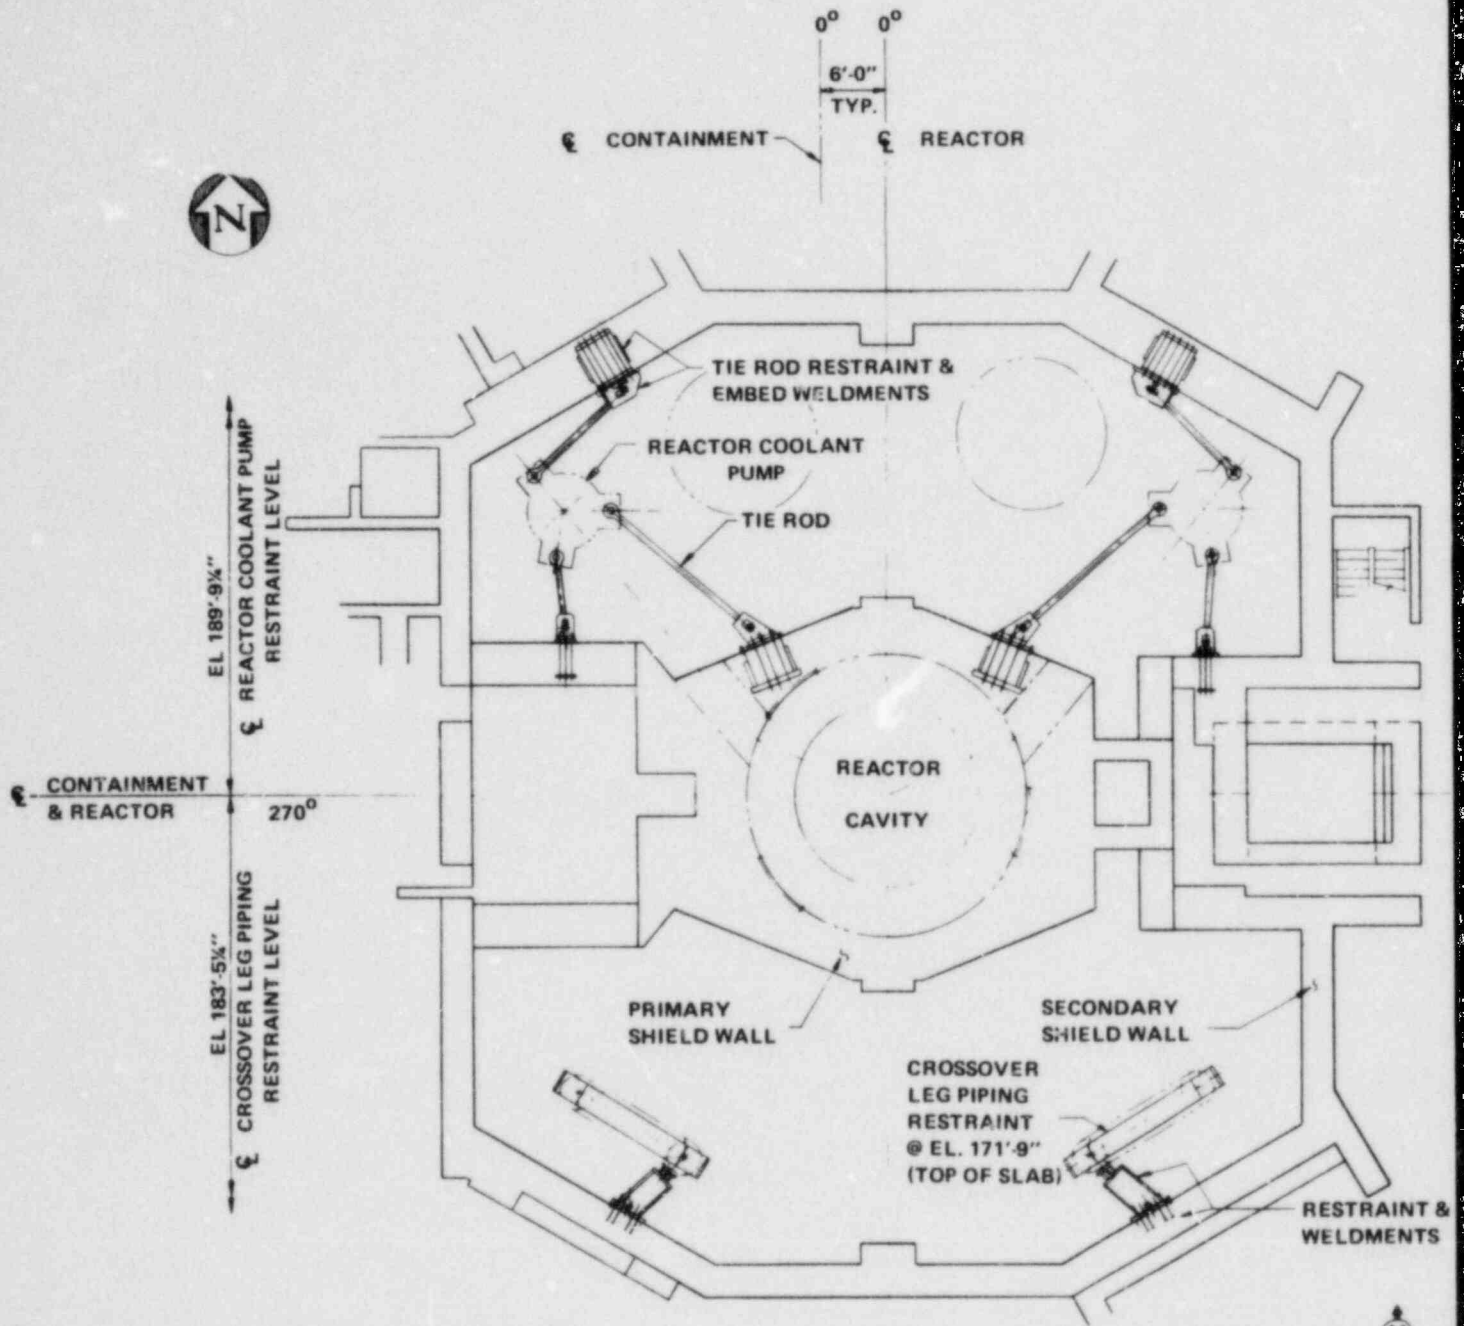 0° 0°
6'-0"
TYP.
℄ CONTAINMENT
℄ REACTOR
N
TIE ROD RESTRAINT &
EMBED WELDMENTS
REACTOR COOLANT
PUMP
TIE ROD
EL 189'-9¼"
℄ REACTOR COOLANT PUMP
RESTRAINT LEVEL
REACTOR
CAVITY
℄ CONTAINMENT
& REACTOR
270°
EL 183'-5¼"
℄ CROSSOVER LEG PIPING
RESTRAINT LEVEL
PRIMARY
SHIELD WALL
SECONDARY
SHIELD WALL
CROSSOVER
LEG PIPING
RESTRAINT
@ EL. 171'-9"
(TOP OF SLAB)
RESTRAINT &
WELDMENTS